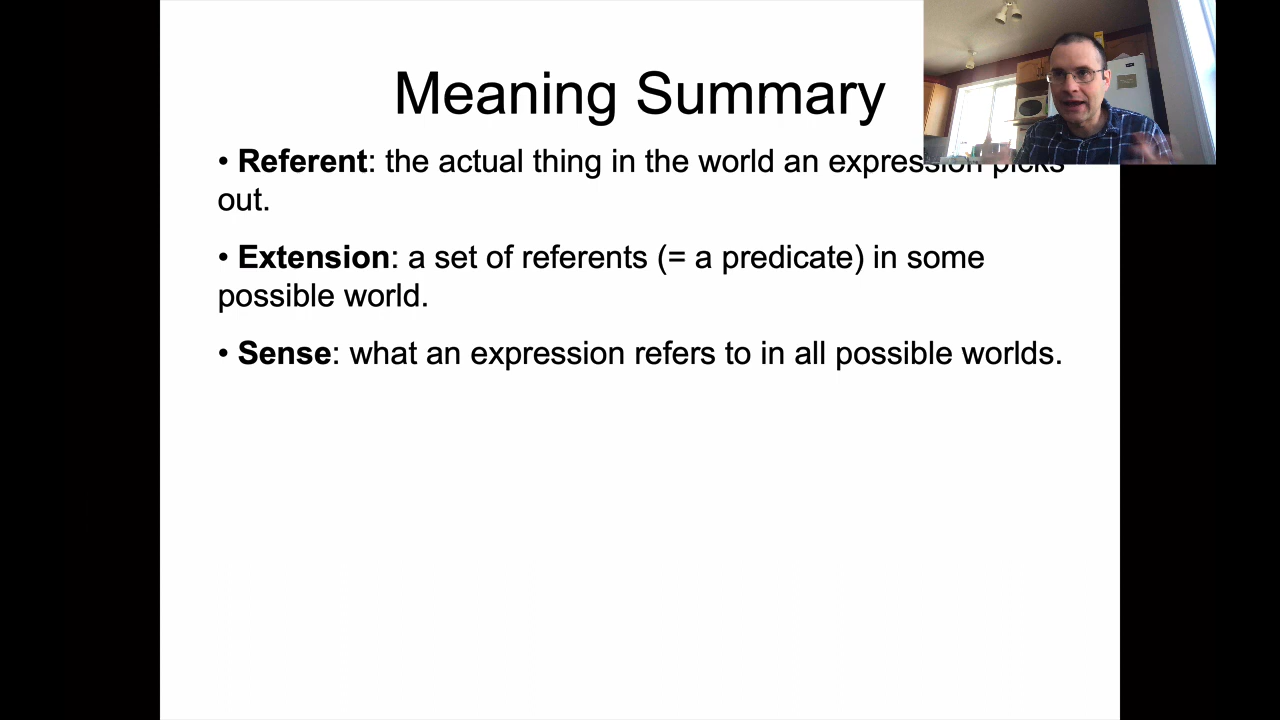 Meaning Summary
• Referent: the actual thing in the world an expression picks
out.
• Extension: a set of referents (= a predicate) in some
possible world.
• Sense: what an expression refers to in all possible worlds.